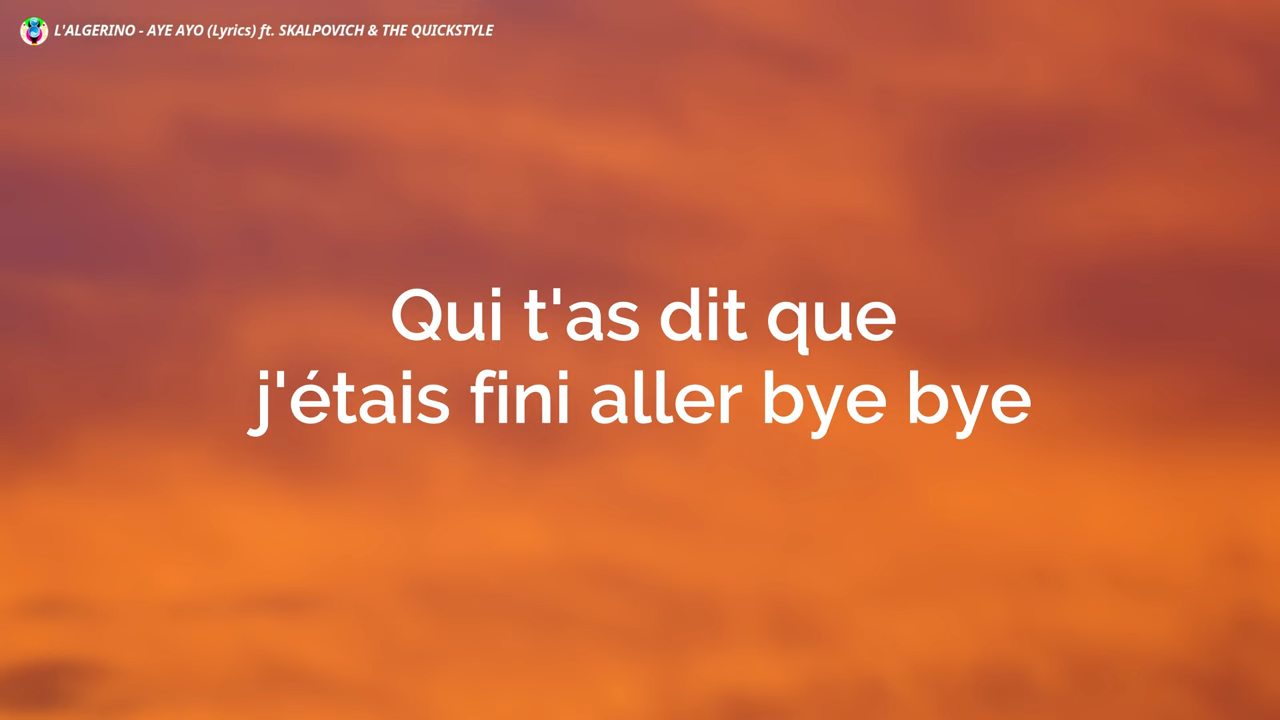 L'ALGERINO - AYE AYO (Lyrics) ft. SKALPOVICH & THE QUICKSTYLE
Qui t'as dit que
j'étais fini aller bye bye